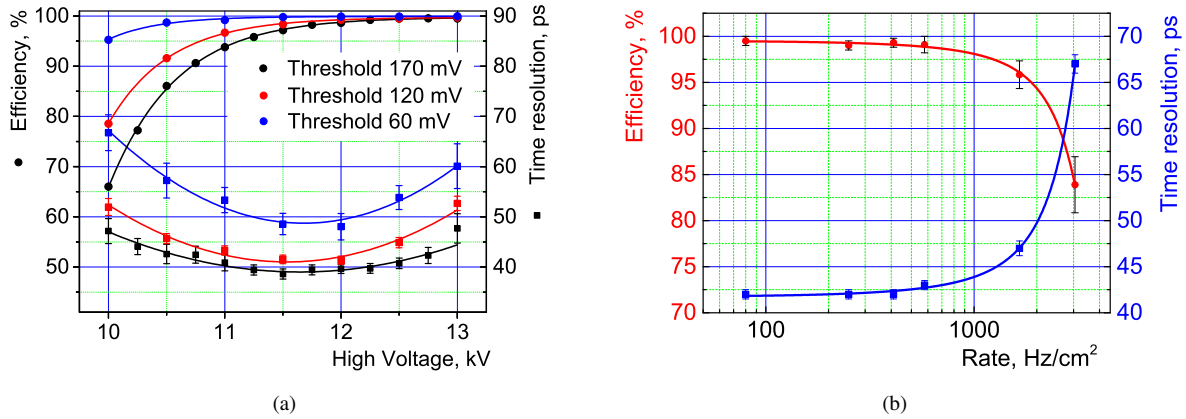 Efficiency, %
100
90
80
70
60
50
Threshold 170 mV
Threshold 120 mV
Threshold 60 mV
90
80
70
60
50
40
Time resolution, ps
10
11
12
13
High Voltage, kV
(a)
Efficiency, %
100
95
90
85
80
75
70
70
65
60
55
50
45
40
Time resolution, ps
100
1000
Rate, Hz/cm²
(b)